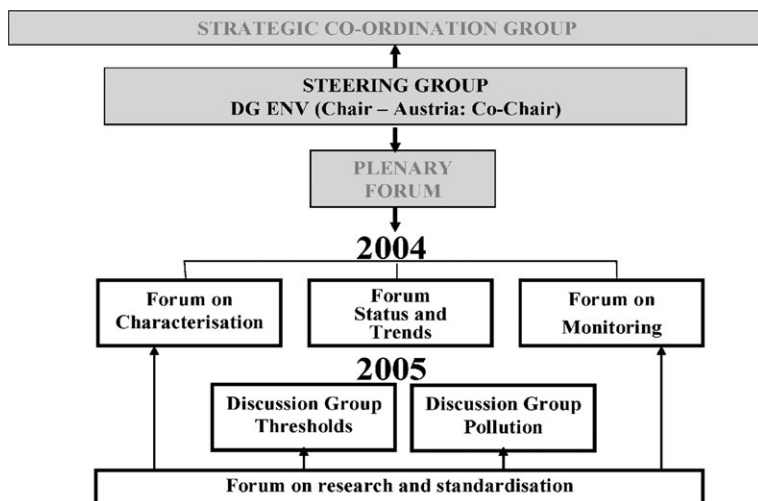 STRATEGIC CO-ORDINATION GROUP
STEERING GROUP
DG ENV (Chair – Austria: Co-Chair)
PLENARY
FORUM
2004
Forum on
Characterisation
Forum
Status and
Trends
Forum on
Monitoring
2005
Discussion Group
Thresholds
Discussion Group
Pollution
Forum on research and standardisation